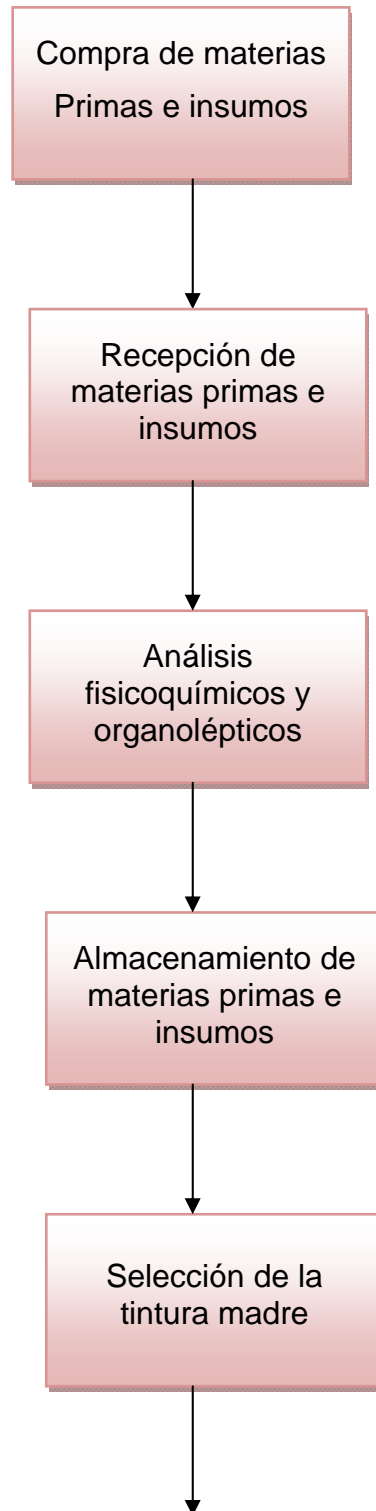 Compra de materias
Primas e insumos
Recepción de
materias primas e
insumos
Análisis
fisicoquímicos y
organolépticos
Almacenamiento de
materias primas e
insumos
Selección de la
tintura madre